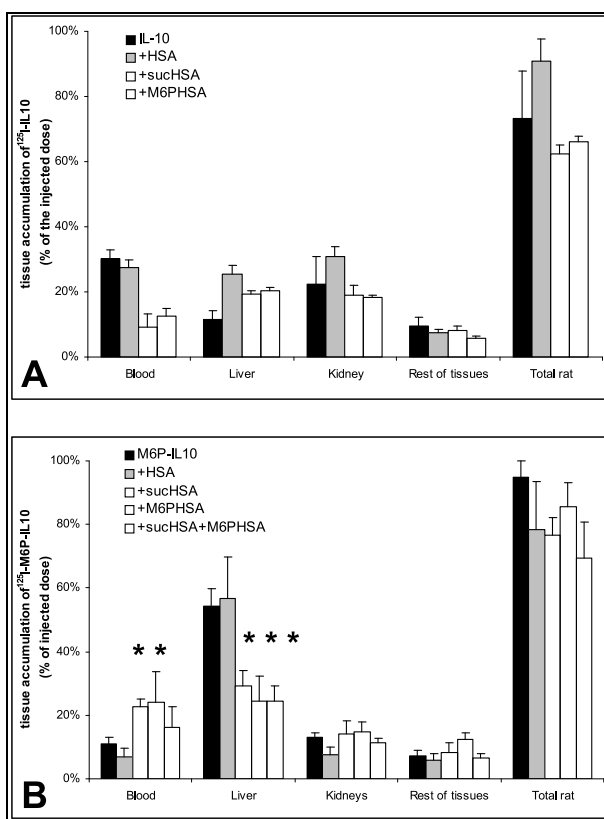 100%
80%
60%
40%
20%
0%
tissue accumulation of ¹²⁵I-IL10
(% of the injected dose)
IL-10
+HSA
+sucHSA
+M6PHSA
Blood Liver Kidney Rest of tissues Total rat
A
100%
80%
60%
40%
20%
0%
tissue accumulation of ¹²⁵I-M6P-IL10
(% of injected dose)
M6P-IL10
+HSA
+sucHSA
+M6PHSA
+sucHSA+M6PHSA
* *
* * *
Blood Liver Kidneys Rest of tissues Total rat
B